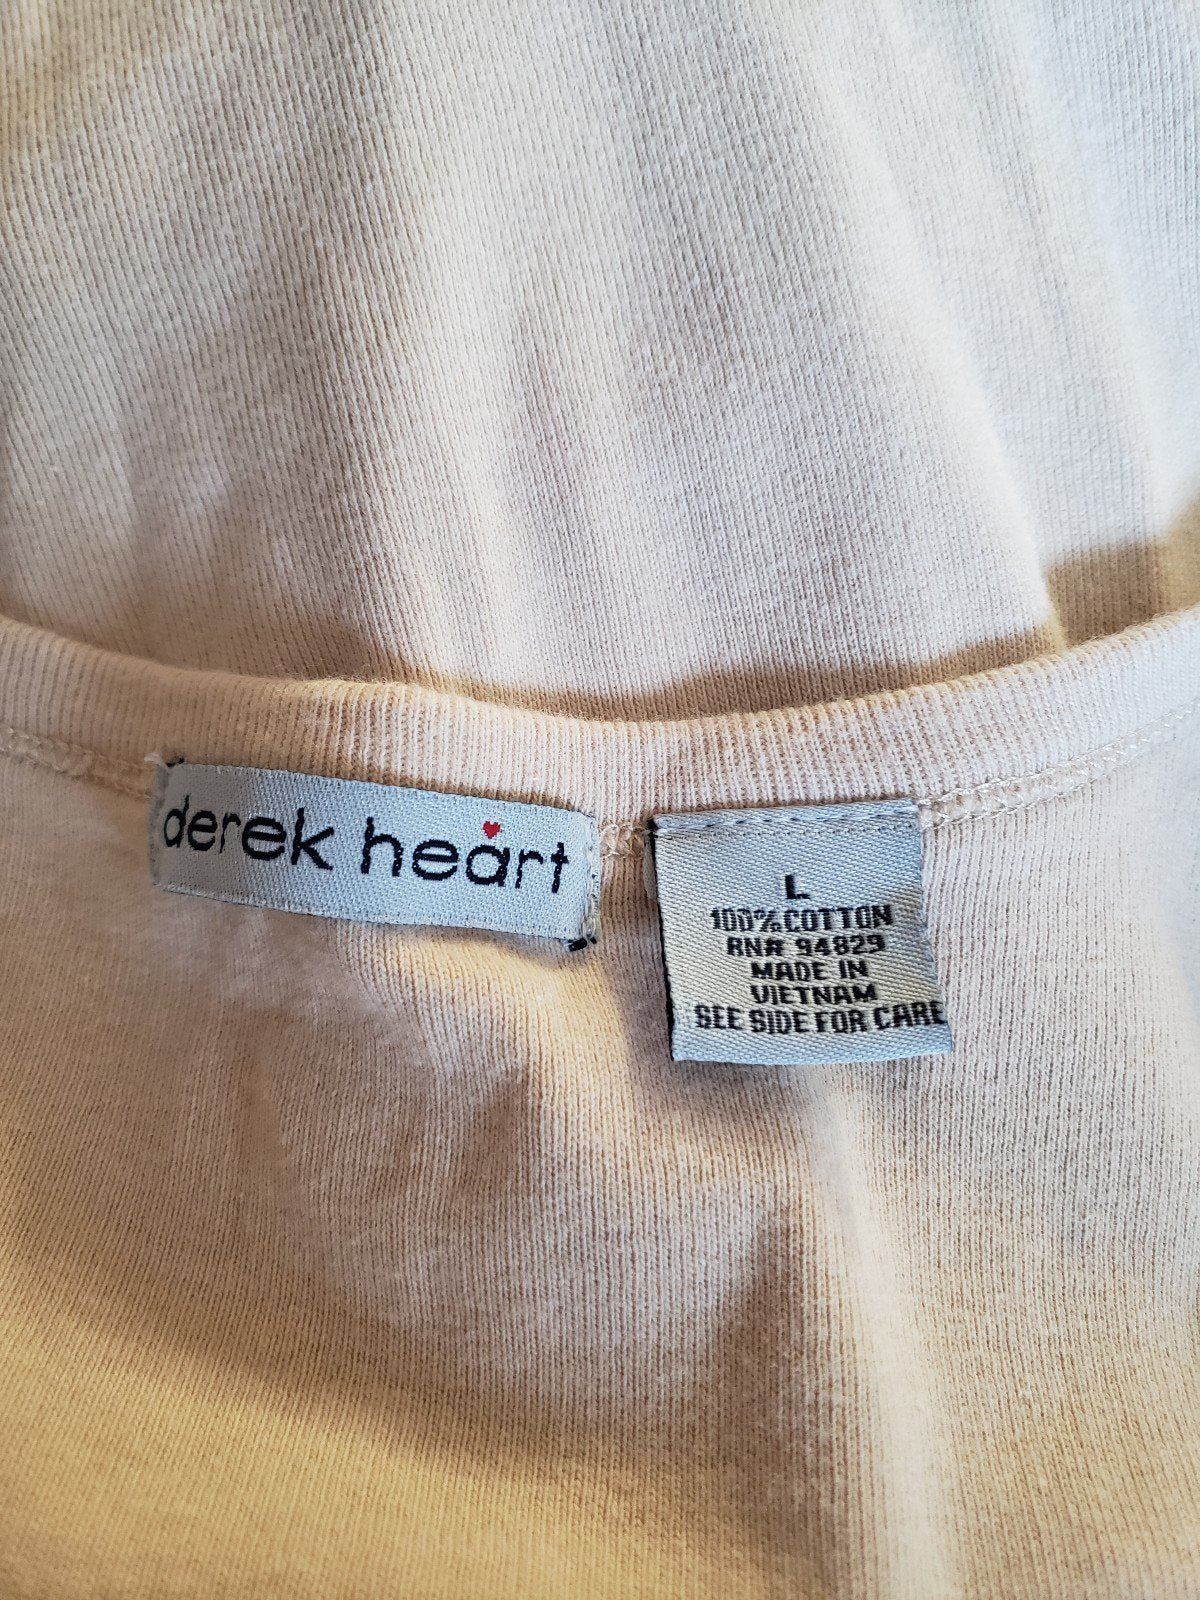 derek heart
L
100% COTTON
RN# 94829
MADE IN
VIETNAM
SEE SIDE FOR CARE